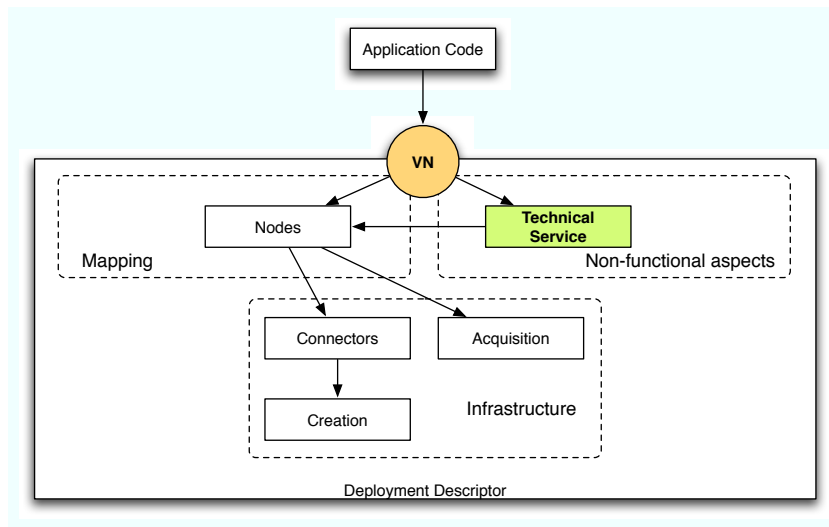 Application Code
VN
Nodes
Technical
Service
Mapping
Non-functional aspects
Connectors
Acquisition
Creation
Infrastructure
Deployment Descriptor